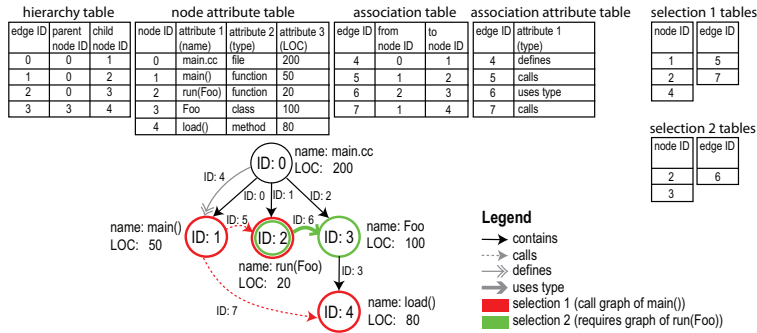 hierarchy table node attribute table association table association attribute table selection 1 tables
edge ID parent node ID child node ID
0 0 1
1 0 2
2 0 3
3 3 4
node ID attribute 1 (name) attribute 2 (type) attribute 3 (LOC)
0 main.cc file 200
1 main() function 50
2 run(Foo) function 20
3 Foo class 100
4 load() method 80
edge ID from node ID to node ID
4 0 1
5 1 2
6 2 3
7 1 4
edge ID attribute 1 (type)
4 defines
5 calls
6 uses type
7 calls
node ID edge ID
1 5
2 7
4
selection 2 tables
node ID edge ID
2 6
3
name: main.cc
LOC: 200
ID: 0
ID: 4
ID: 0
ID: 1
ID: 2
name: main()
LOC: 50
ID: 1
ID: 5
ID: 2
ID: 6
ID: 3
name: Foo
LOC: 100
name: run(Foo)
LOC: 20
ID: 3
ID: 7
ID: 4
name: load()
LOC: 80
Legend
contains
calls
defines
uses type
selection 1 (call graph of main())
selection 2 (requires graph of run(Foo))